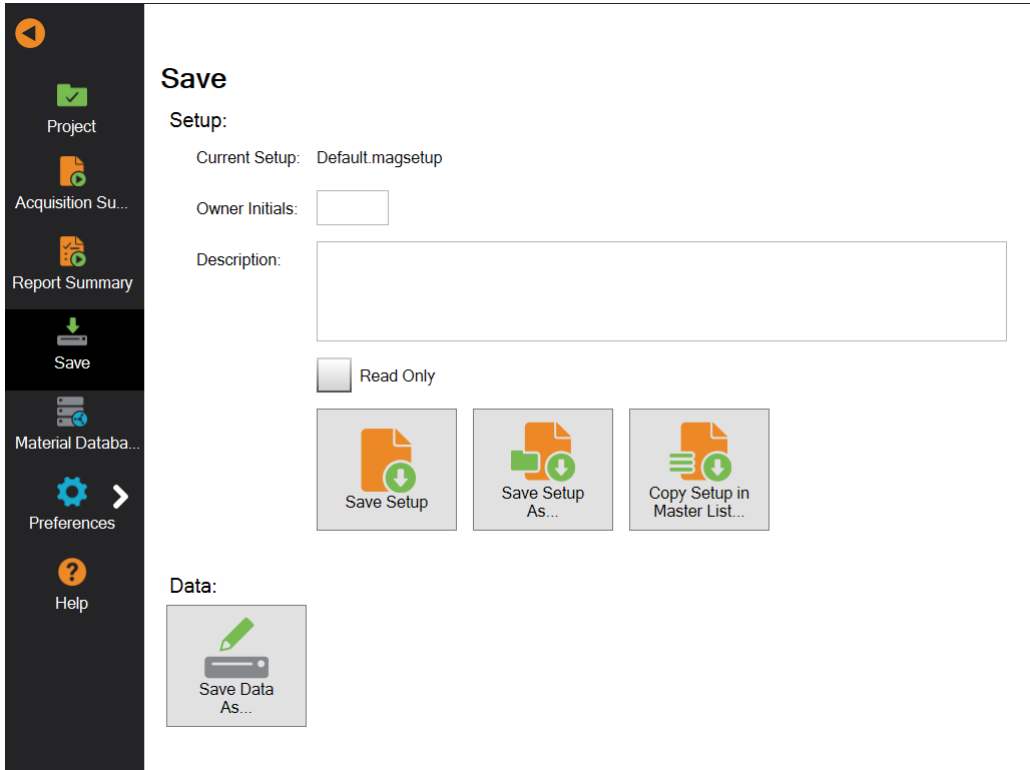 Project
Acquisition Su...
Report Summary
Save
Material Databa...
Preferences
Help
Save
Setup:
Current Setup: Default.magsetup
Owner Initials:
Description:
Read Only
Save Setup
Save Setup
As...
Copy Setup in
Master List...
Data:
Save Data
As...